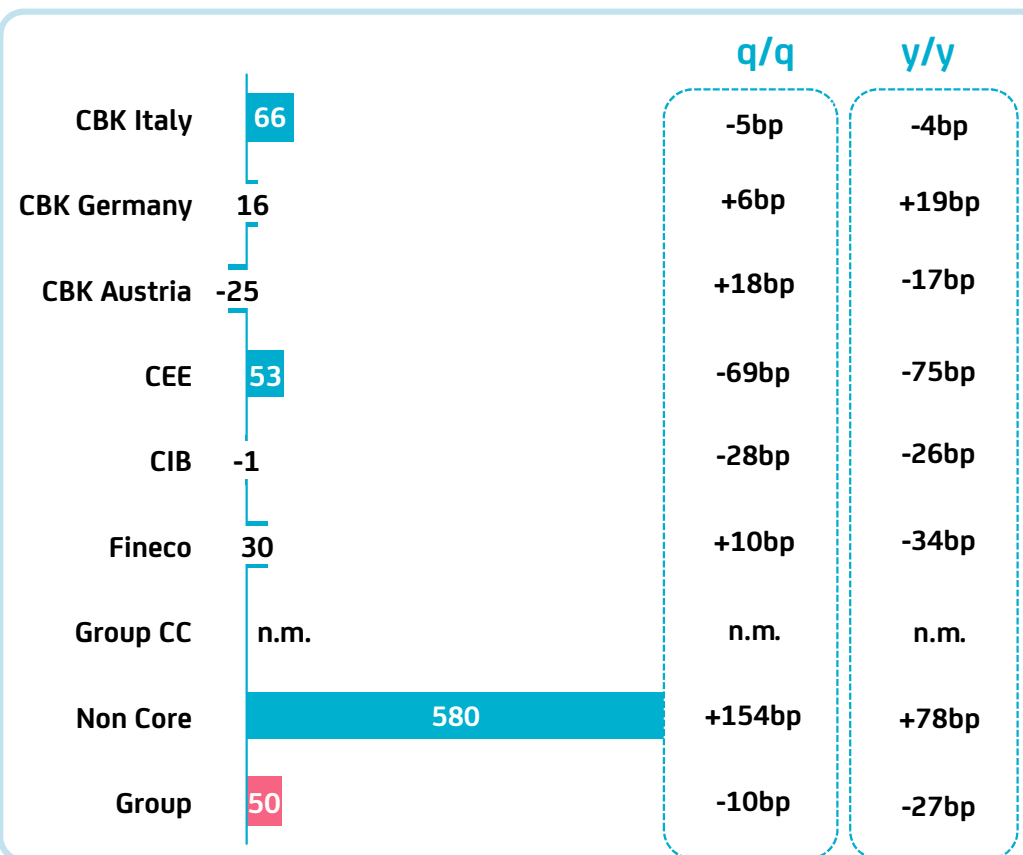 q/q y/y
CBK Italy 66 -5bp -4bp
CBK Germany 16 +6bp +19bp
CBK Austria -25 +18bp -17bp
CEE 53 -69bp -75bp
CIB -1 -28bp -26bp
Fineco 30 +10bp -34bp
Group CC n.m. n.m. n.m.
Non Core 580 +154bp +78bp
Group 50 -10bp -27bp